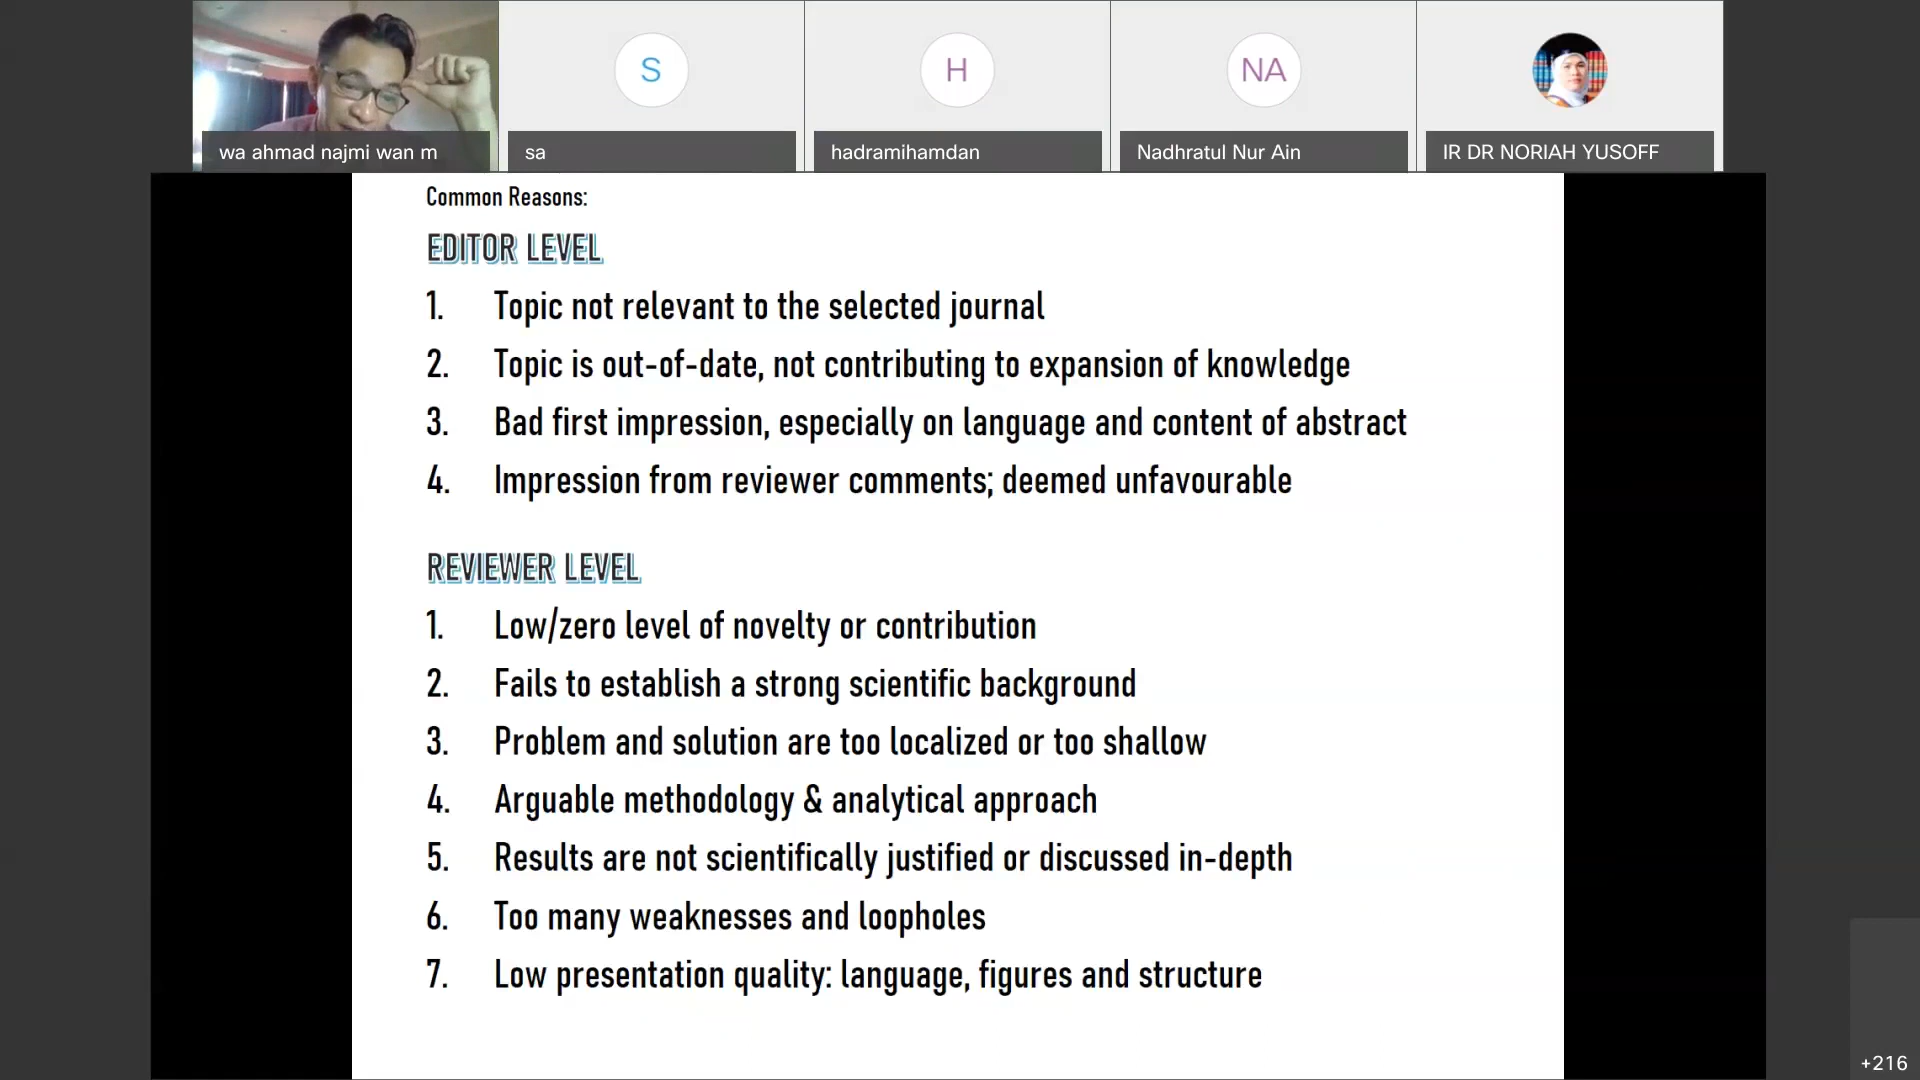 S
H
NA
wa ahmad najmi wan m
sa
hadramihamdan
Nadhratul Nur Ain
IR DR NORIAH YUSOFF
Common Reasons:
EDITOR LEVEL
1. Topic not relevant to the selected journal
2. Topic is out-of-date, not contributing to expansion of knowledge
3. Bad first impression, especially on language and content of abstract
4. Impression from reviewer comments; deemed unfavourable
REVIEWER LEVEL
1. Low/zero level of novelty or contribution
2. Fails to establish a strong scientific background
3. Problem and solution are too localized or too shallow
4. Arguable methodology & analytical approach
5. Results are not scientifically justified or discussed in-depth
6. Too many weaknesses and loopholes
7. Low presentation quality: language, figures and structure
+216